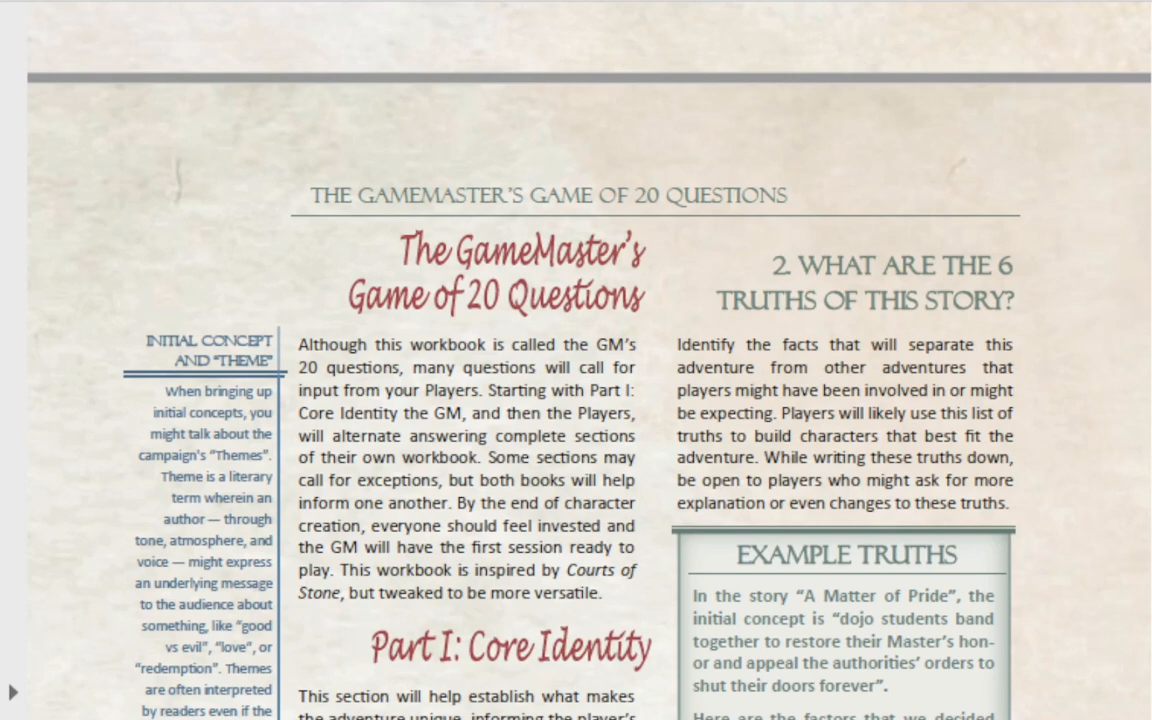 THE GAMEMASTER'S GAME OF 20 QUESTIONS
The GameMaster's
Game of 20 Questions
INITIAL CONCEPT
AND "THEME"
When bringing up
initial concepts, you
might talk about the
campaign's "Themes".
Theme is a literary
term wherein an
author — through
tone, atmosphere, and
voice — might express
an underlying message
to the audience about
something, like "good
vs evil", "love", or
"redemption". Themes
are often interpreted
by readers even if the
Although this workbook is called the GM's
20 questions, many questions will call for
input from your Players. Starting with Part I:
Core Identity the GM, and then the Players,
will alternate answering complete sections
of their own workbook. Some sections may
call for exceptions, but both books will help
inform one another. By the end of character
creation, everyone should feel invested and
the GM will have the first session ready to
play. This workbook is inspired by Courts of
Stone, but tweaked to be more versatile.
Part I: Core Identity
This section will help establish what makes
the adventure unique, informing the player's
2. WHAT ARE THE 6
TRUTHS OF THIS STORY?
Identify the facts that will separate this
adventure from other adventures that
players might have been involved in or might
be expecting. Players will likely use this list of
truths to build characters that best fit the
adventure. While writing these truths down,
be open to players who might ask for more
explanation or even changes to these truths.
EXAMPLE TRUTHS
In the story "A Matter of Pride", the
initial concept is "dojo students band
together to restore their Master's hon-
or and appeal the authorities' orders to
shut their doors forever".
Here are the factors that we decided